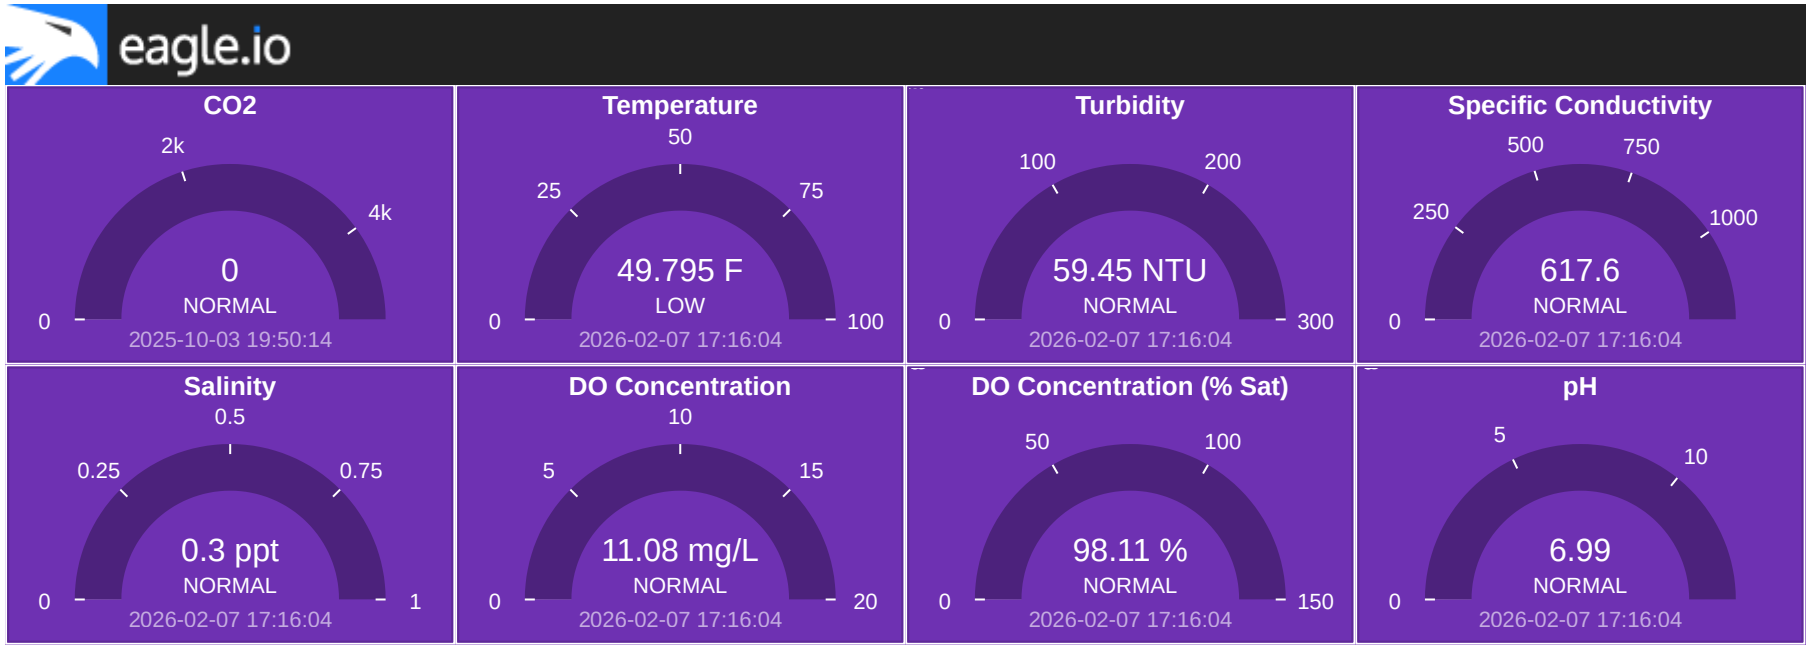 eagle.io
CO2
2k
4k
0
0
NORMAL
2025-10-03 19:50:14
Temperature
50
25
75
49.795 F
LOW
0
100
2026-02-07 17:16:04
Turbidity
100
200
59.45 NTU
NORMAL
0
300
2026-02-07 17:16:04
Specific Conductivity
500
750
250
1000
617.6
NORMAL
0
2026-02-07 17:16:04
Salinity
0.5
0.25
0.75
0.3 ppt
NORMAL
0
1
2026-02-07 17:16:04
DO Concentration
10
5
15
11.08 mg/L
NORMAL
0
20
2026-02-07 17:16:04
DO Concentration (% Sat)
50
100
98.11 %
NORMAL
0
150
2026-02-07 17:16:04
pH
5
10
6.99
NORMAL
0
2026-02-07 17:16:04